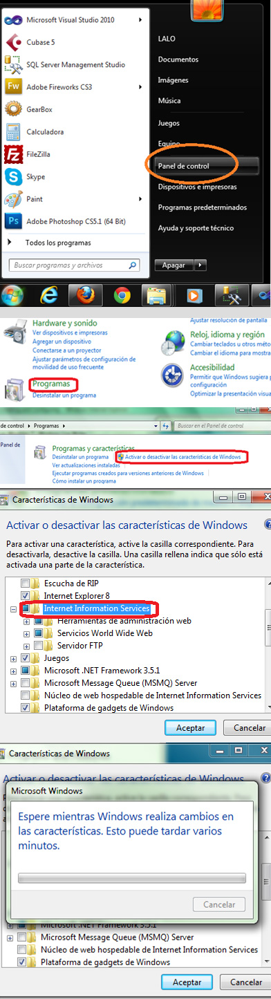 Microsoft Visual Studio 2010
Cubase 5
SQL Server Management Studio
Fw
Adobe Fireworks CS3
GearBox
Calculadora
FileZilla
Skype
Paint
Ps
Adobe Photoshop CS5.1 (64 Bit)
Todos los programas
Buscar programas y archivos
LALO
Documentos
Imágenes
Música
Juegos
Equipo
Panel de control
Dispositivos e impresoras
Programas predeterminados
Ayuda y soporte técnico
Apagar
Hardware y sonido
Ver dispositivos e impresoras
Agregar un dispositivo
Conectarse a un proyector
Ajustar parámetros de configuración de
movilidad de uso frecuente
Programas
Desinstalar un programa
Ajustar resolución de pantalla
Reloj, idioma y región
Cambiar teclados u otros méto
Cambiar el idioma para mostra
Accesibilidad
Permitir que Windows sugiera
configuración
Optimizar la presentación visua
de control ▸ Programas ▸
Buscar en el Panel de control
Panel de
Programas y características
Desinstalar un programa
Activar o desactivar las características de Windows
Ver actualizaciones instaladas
Ejecutar programas creados para versiones anteriores de Windows
Cómo instalar un programa
Características de Windows
Activar o desactivar las características de Windows
Para activar una característica, active la casilla correspondiente. Para
desactivarla, desactive la casilla. Una casilla rellena indica que sólo está
activada una parte de la característica.
Escucha de RIP
Internet Explorer 8
Internet Information Services
Herramientas de administración web
Servicios World Wide Web
Servidor FTP
Juegos
Microsoft .NET Framework 3.5.1
Microsoft Message Queue (MSMQ) Server
Núcleo de web hospedable de Internet Information Services
Plataforma de gadgets de Windows
Aceptar
Cancelar
Características de Windows
Activar o desactivar las características de Windows
Microsoft Windows
Espere mientras Windows realiza cambios en
las características. Esto puede tardar varios
minutos.
Cancelar
Microsoft .NET Framework 3.5.1
Microsoft Message Queue (MSMQ) Server
Núcleo de web hospedable de Internet Information Services
Plataforma de gadgets de Windows
Aceptar
Cancelar